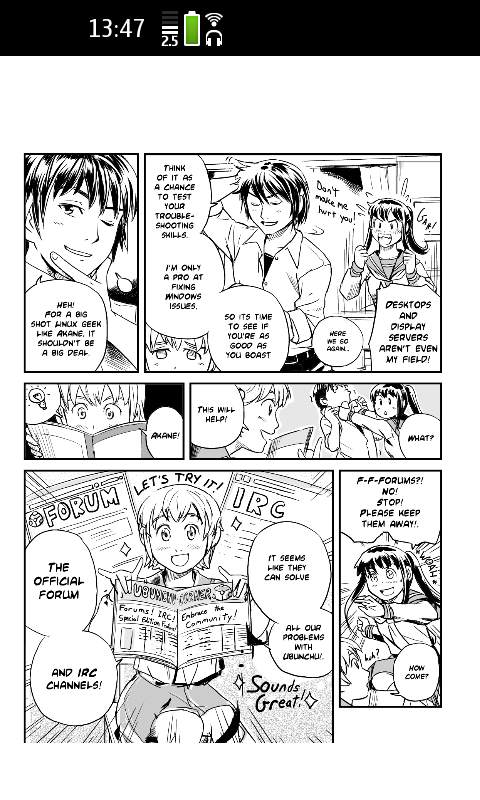 13:47
2.5
HEH!
FOR A BIG
SHOT LINUX GEEK
LIKE AKANE, IT
SHOULDN'T BE
A BIG DEAL.
THINK
OF IT AS
A CHANCE
TO TEST
YOUR
TROUBLE-
SHOOTING
SKILLS.
I'M ONLY
A PRO AT
FIXING
WINDOWS
ISSUES.
SO ITS TIME
TO SEE IF
YOU'RE AS
GOOD AS
YOU BOAST
Don't
make me
hurt you!
HERE
WE GO
AGAIN..
DESKTOPS
AND
DISPLAY
SERVERS
AREN'T EVEN
MY FIELD!
AKANE!
THIS WILL
HELP!
WHAT?
LET'S TRY IT!
FORUM
IRC
THE
OFFICIAL
FORUM
AND IRC
CHANNELS!
UBUNCHU CORNER
Forums! IRC!
Special Edition
Embrace the
Community!
IT SEEMS
LIKE THEY
CAN SOLVE
ALL OUR
PROBLEMS
WITH
UBUNCHU!.
Sounds
Great!
F-F-FORUMS?!
NO!
STOP!
PLEASE KEEP
THEM AWAY!.
WOAH
huh?
HOW
COME?